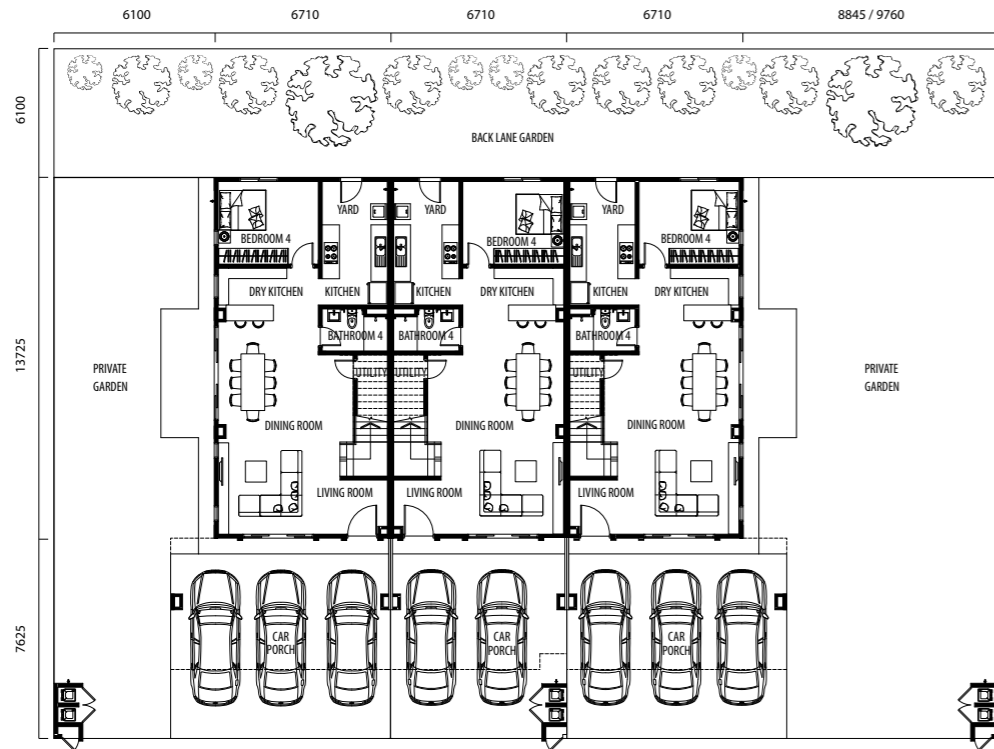 6100 6710 6710 6710 8845 / 9760
6100
BACK LANE GARDEN
YARD YARD YARD
BEDROOM 4 BEDROOM 4 BEDROOM 4
DRY KITCHEN KITCHEN KITCHEN DRY KITCHEN KITCHEN DRY KITCHEN
BATHROOM 4 BATHROOM 4 BATHROOM 4
13725
PRIVATE
GARDEN
UTILITY UTILITY UTILITY
PRIVATE
GARDEN
DINING ROOM DINING ROOM DINING ROOM
LIVING ROOM LIVING ROOM LIVING ROOM
7625
CAR
PORCH
CAR
PORCH
CAR
PORCH